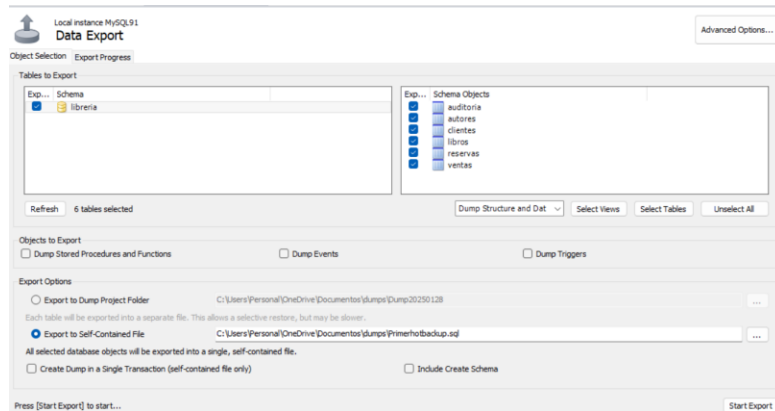 Local instance MySQL91
Data Export
Advanced Options...
Object Selection Export Progress
Tables to Export
Exp... Schema
libreria
Exp... Schema Objects
auditoria
autores
clientes
libros
reservas
ventas
Refresh 6 tables selected Dump Structure and Dat Select Views Select Tables Unselect All
Objects to Export
Dump Stored Procedures and Functions Dump Events Dump Triggers
Export Options
Export to Dump Project Folder C:\Users\Personal\OneDrive\Documentos\dumps\Dump20250128 ...
Each table will be exported into a separate file. This allows a selective restore, but may be slower.
Export to Self-Contained File C:\Users\Personal\OneDrive\Documentos\dumps\Primerhotbackup.sql ...
All selected database objects will be exported into a single, self-contained file.
Create Dump in a Single Transaction (self-contained file only) Include Create Schema
Press [Start Export] to start... Start Export